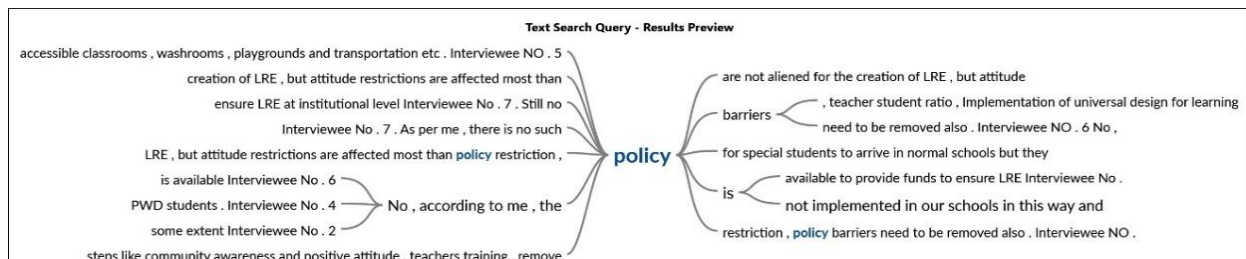 Text Search Query - Results Preview
accessible classrooms , washrooms , playgrounds and transportation etc . Interviewee NO . 5
creation of LRE , but attitude restrictions are affected most than
ensure LRE at institutional level Interviewee No . 7 . Still no
Interviewee No . 7 . As per me , there is no such
LRE , but attitude restrictions are affected most than policy restriction ,
is available Interviewee No . 6
PWD students . Interviewee No . 4
some extent Interviewee No . 2
No , according to me , the
steps like community awareness and positive attitude , teachers training , remove
policy
are not aliened for the creation of LRE , but attitude
barriers
, teacher student ratio , Implementation of universal design for learning
need to be removed also . Interviewee NO . 6 No ,
for special students to arrive in normal schools but they
is
available to provide funds to ensure LRE Interviewee No .
not implemented in our schools in this way and
restriction , policy barriers need to be removed also . Interviewee NO .